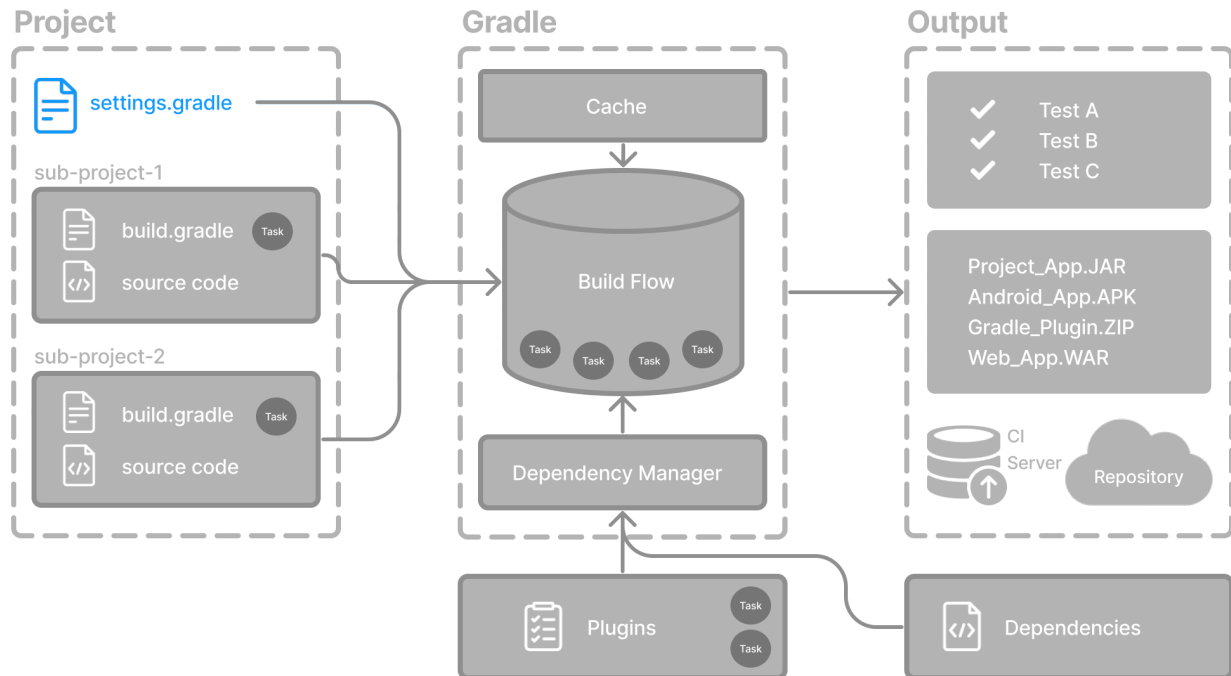 Project
settings.gradle
sub-project-1
build.gradle
Task
source code
sub-project-2
build.gradle
Task
source code
Gradle
Cache
Build Flow
Task
Task
Task
Task
Dependency Manager
Plugins
Task
Task
Output
Test A
Test B
Test C
Project_App.JAR
Android_App.APK
Gradle_Plugin.ZIP
Web_App.WAR
CI
Server
Repository
Dependencies